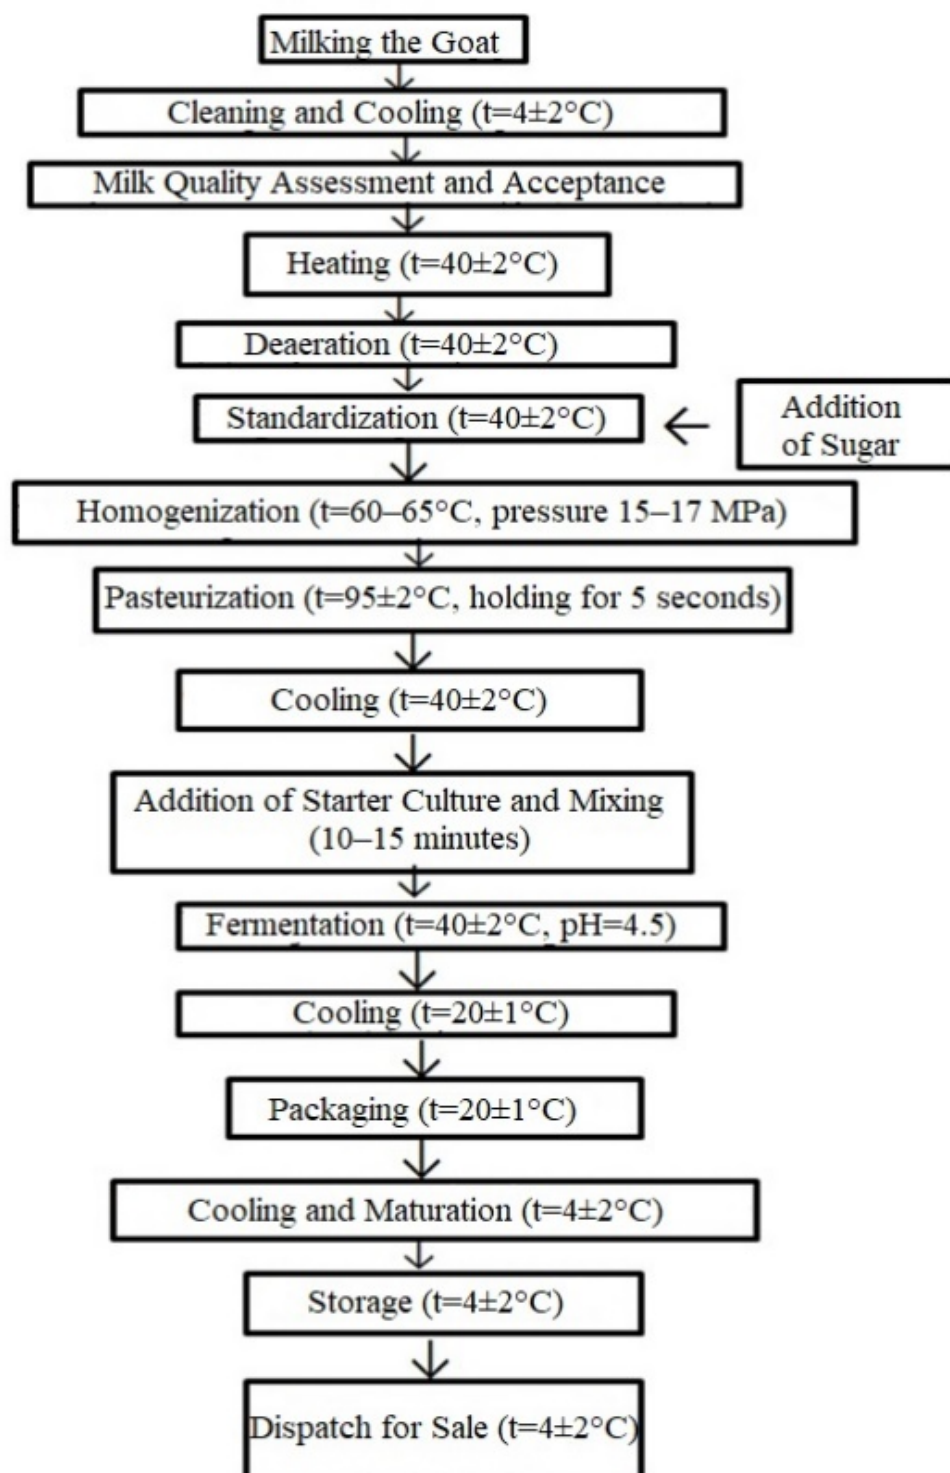 Milking the Goat
Cleaning and Cooling (t=4±2°C)
Milk Quality Assessment and Acceptance
Heating (t=40±2°C)
Deaeration (t=40±2°C)
Standardization (t=40±2°C)
Addition
of Sugar
Homogenization (t=60–65°C, pressure 15–17 MPa)
Pasteurization (t=95±2°C, holding for 5 seconds)
Cooling (t=40±2°C)
Addition of Starter Culture and Mixing
(10–15 minutes)
Fermentation (t=40±2°C, pH=4.5)
Cooling (t=20±1°C)
Packaging (t=20±1°C)
Cooling and Maturation (t=4±2°C)
Storage (t=4±2°C)
Dispatch for Sale (t=4±2°C)